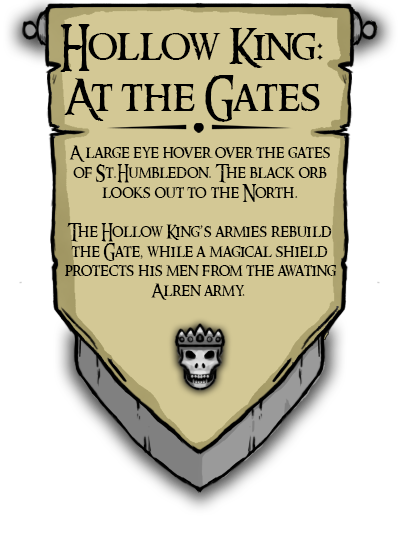 Hollow King:
At the Gates
A large eye hover over the gates
of St.Humbledon. The black orb
looks out to the North.
The Hollow King's armies rebuild
the Gate, while a magical shield
protects his men from the awating
Alren army.